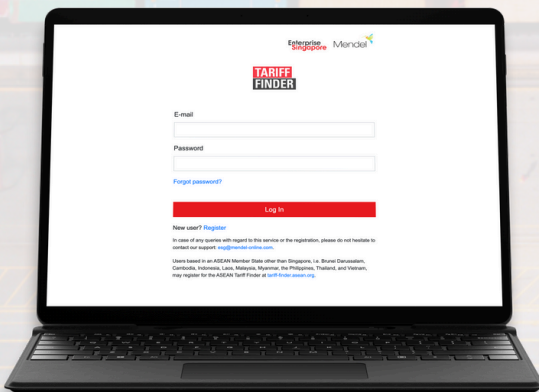 Enterprise Singapore Mendel
TARIFF
FINDER
E-mail
Password
Forgot password?
Log In
New user? Register
In case of any queries with regard to this service or the registration, please do not hesitate to
contact our support: esg@mendel-online.com.
Users based in an ASEAN Member State other than Singapore, i.e. Brunei Darussalam,
Cambodia, Indonesia, Laos, Malaysia, Myanmar, the Philippines, Thailand, and Vietnam,
may register for the ASEAN Tariff Finder at tariff-finder.asean.org.